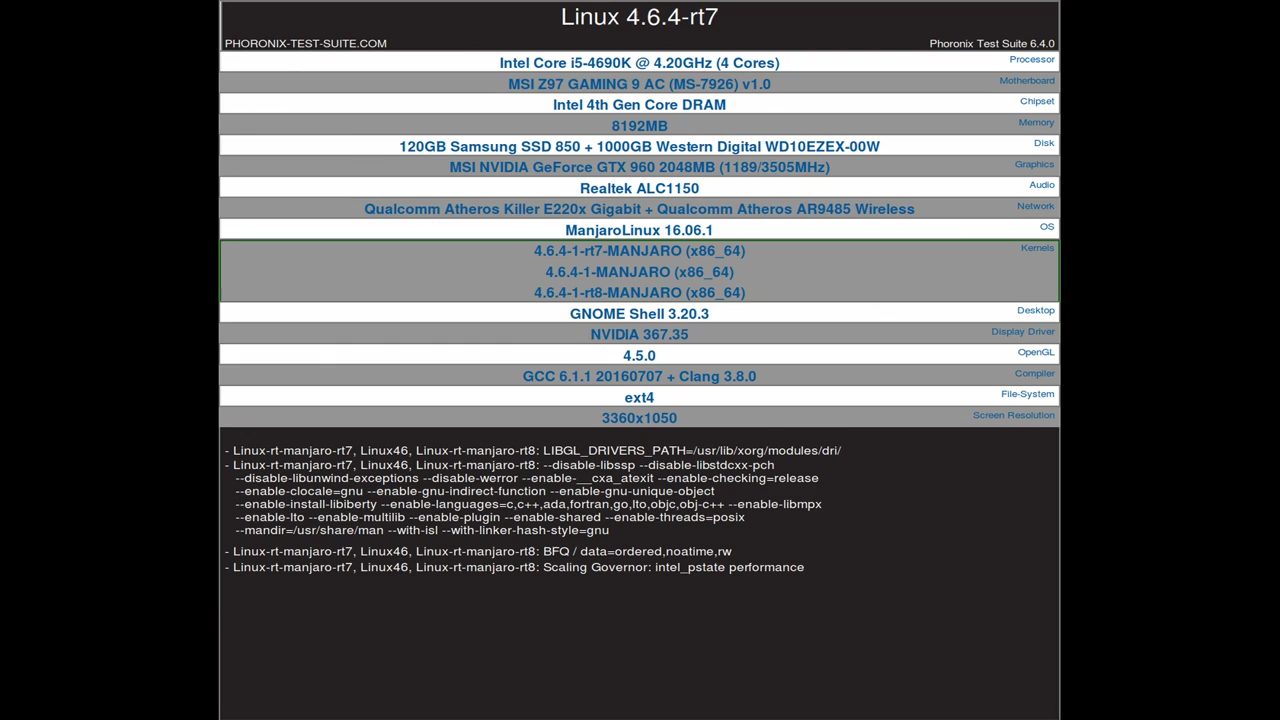 Linux 4.6.4-rt7
PHORONIX-TEST-SUITE.COM Phoronix Test Suite 6.4.0
Intel Core i5-4690K @ 4.20GHz (4 Cores) Processor
MSI Z97 GAMING 9 AC (MS-7926) v1.0 Motherboard
Intel 4th Gen Core DRAM Chipset
8192MB Memory
120GB Samsung SSD 850 + 1000GB Western Digital WD10EZEX-00W Disk
MSI NVIDIA GeForce GTX 960 2048MB (1189/3505MHz) Graphics
Realtek ALC1150 Audio
Qualcomm Atheros Killer E220x Gigabit + Qualcomm Atheros AR9485 Wireless Network
ManjaroLinux 16.06.1 OS
4.6.4-1-rt7-MANJARO (x86_64) Kernels
4.6.4-1-MANJARO (x86_64)
4.6.4-1-rt8-MANJARO (x86_64)
GNOME Shell 3.20.3 Desktop
NVIDIA 367.35 Display Driver
4.5.0 OpenGL
GCC 6.1.1 20160707 + Clang 3.8.0 Compiler
ext4 File-System
3360x1050 Screen Resolution
- Linux-rt-manjaro-rt7, Linux46, Linux-rt-manjaro-rt8: LIBGL_DRIVERS_PATH=/usr/lib/xorg/modules/dri/
- Linux-rt-manjaro-rt7, Linux46, Linux-rt-manjaro-rt8: --disable-libssp --disable-libstdcxx-pch
--disable-libunwind-exceptions --disable-werror --enable-__cxa_atexit --enable-checking=release
--enable-clocale=gnu --enable-gnu-indirect-function --enable-gnu-unique-object
--enable-install-libiberty --enable-languages=c,c++,ada,fortran,go,lto,objc,obj-c++ --enable-libmpx
--enable-lto --enable-multilib --enable-plugin --enable-shared --enable-threads=posix
--mandir=/usr/share/man --with-isl --with-linker-hash-style=gnu
- Linux-rt-manjaro-rt7, Linux46, Linux-rt-manjaro-rt8: BFQ / data=ordered,noatime,rw
- Linux-rt-manjaro-rt7, Linux46, Linux-rt-manjaro-rt8: Scaling Governor: intel_pstate performance